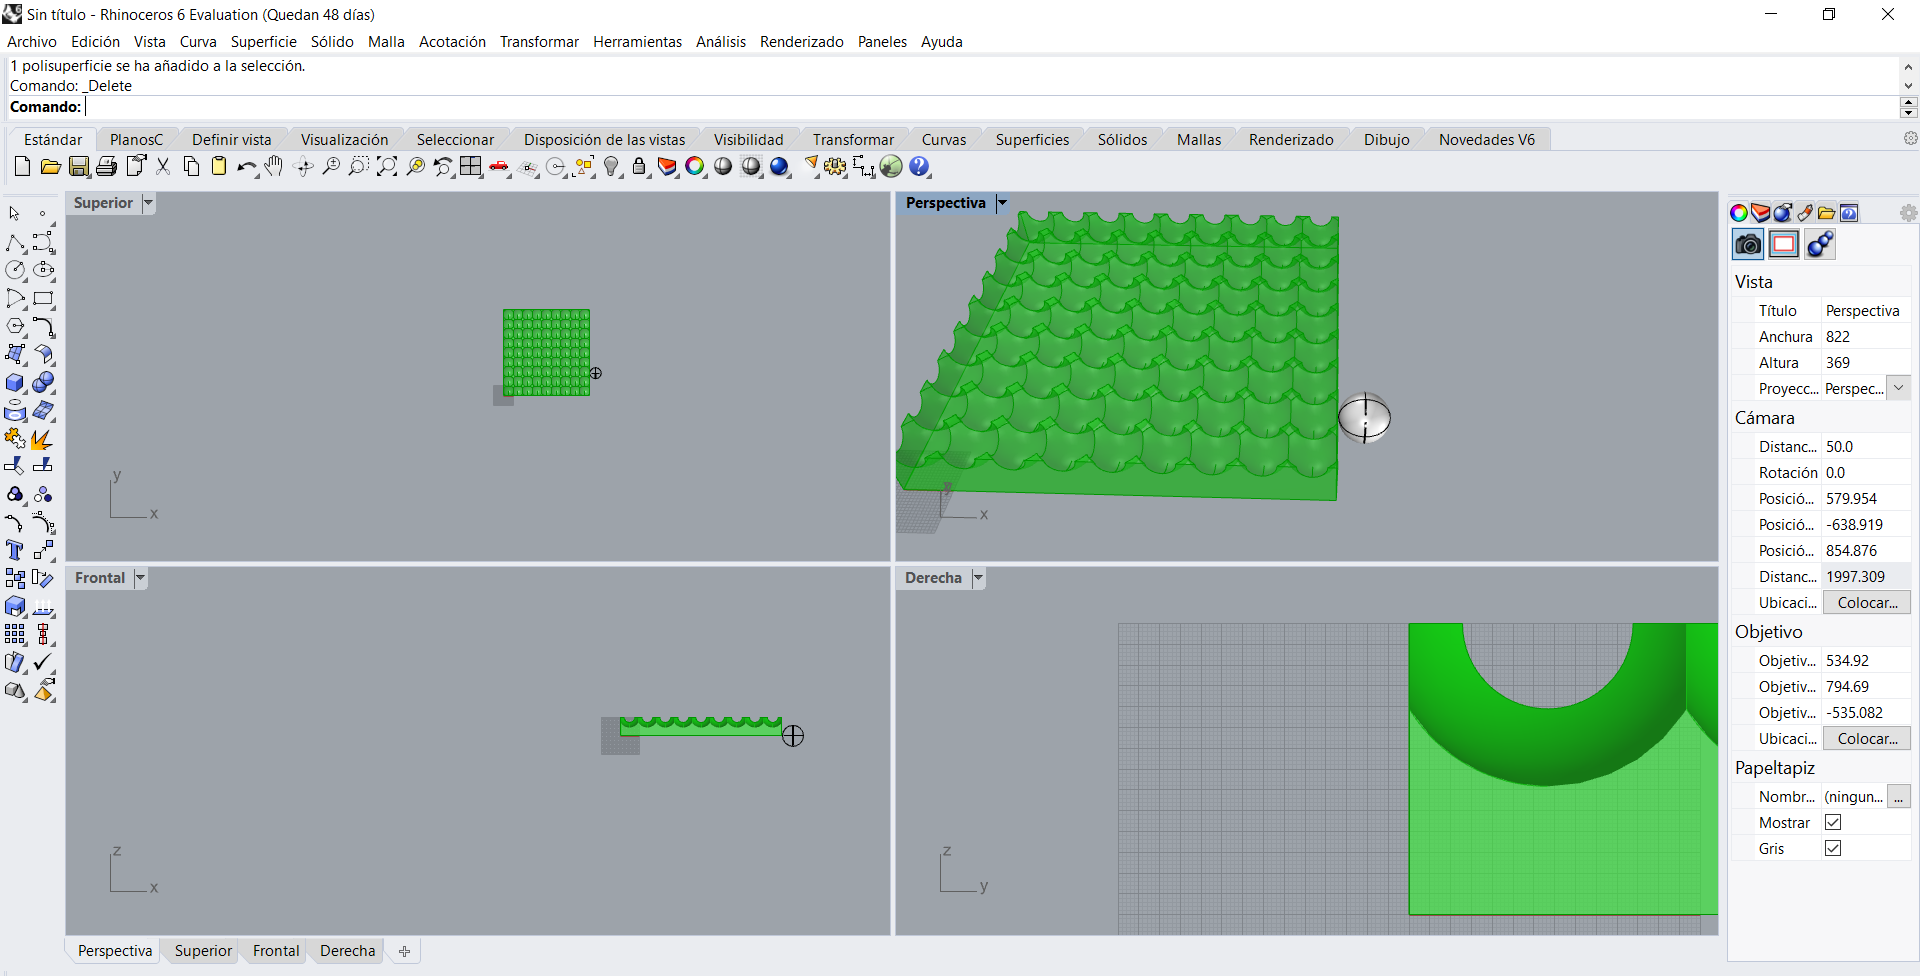 Sin título - Rhinoceros 6 Evaluation (Quedan 48 días)
Archivo Edición Vista Curva Superficie Sólido Malla Acotación Transformar Herramientas Análisis Renderizado Paneles Ayuda
1 polisuperficie se ha añadido a la selección.
Comando: _Delete
Comando:
Estándar PlanosC Definir vista Visualización Seleccionar Disposición de las vistas Visibilidad Transformar Curvas Superficies Sólidos Mallas Renderizado Dibujo Novedades V6
Superior
y
x
Perspectiva
y
x
Frontal
z
x
Derecha
z
y
Perspectiva Superior Frontal Derecha
Vista
Título Perspectiva
Anchura 822
Altura 369
Proyecc... Perspec...
Cámara
Distanc... 50.0
Rotación 0.0
Posició... 579.954
Posició... -638.919
Posició... 854.876
Distanc... 1997.309
Ubicaci... Colocar...
Objetivo
Objetiv... 534.92
Objetiv... 794.69
Objetiv... -535.082
Ubicaci... Colocar...
Papeltapiz
Nombr... (ningun... ...
Mostrar
Gris